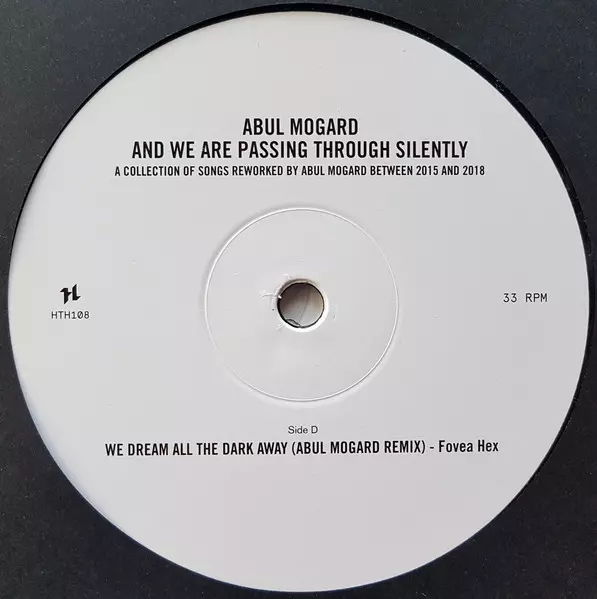 ABUL MOGARD
AND WE ARE PASSING THROUGH SILENTLY
A COLLECTION OF SONGS REWORKED BY ABUL MOGARD BETWEEN 2015 AND 2018
HTH108
33 RPM
Side D
WE DREAM ALL THE DARK AWAY (ABUL MOGARD REMIX) - Fovea Hex